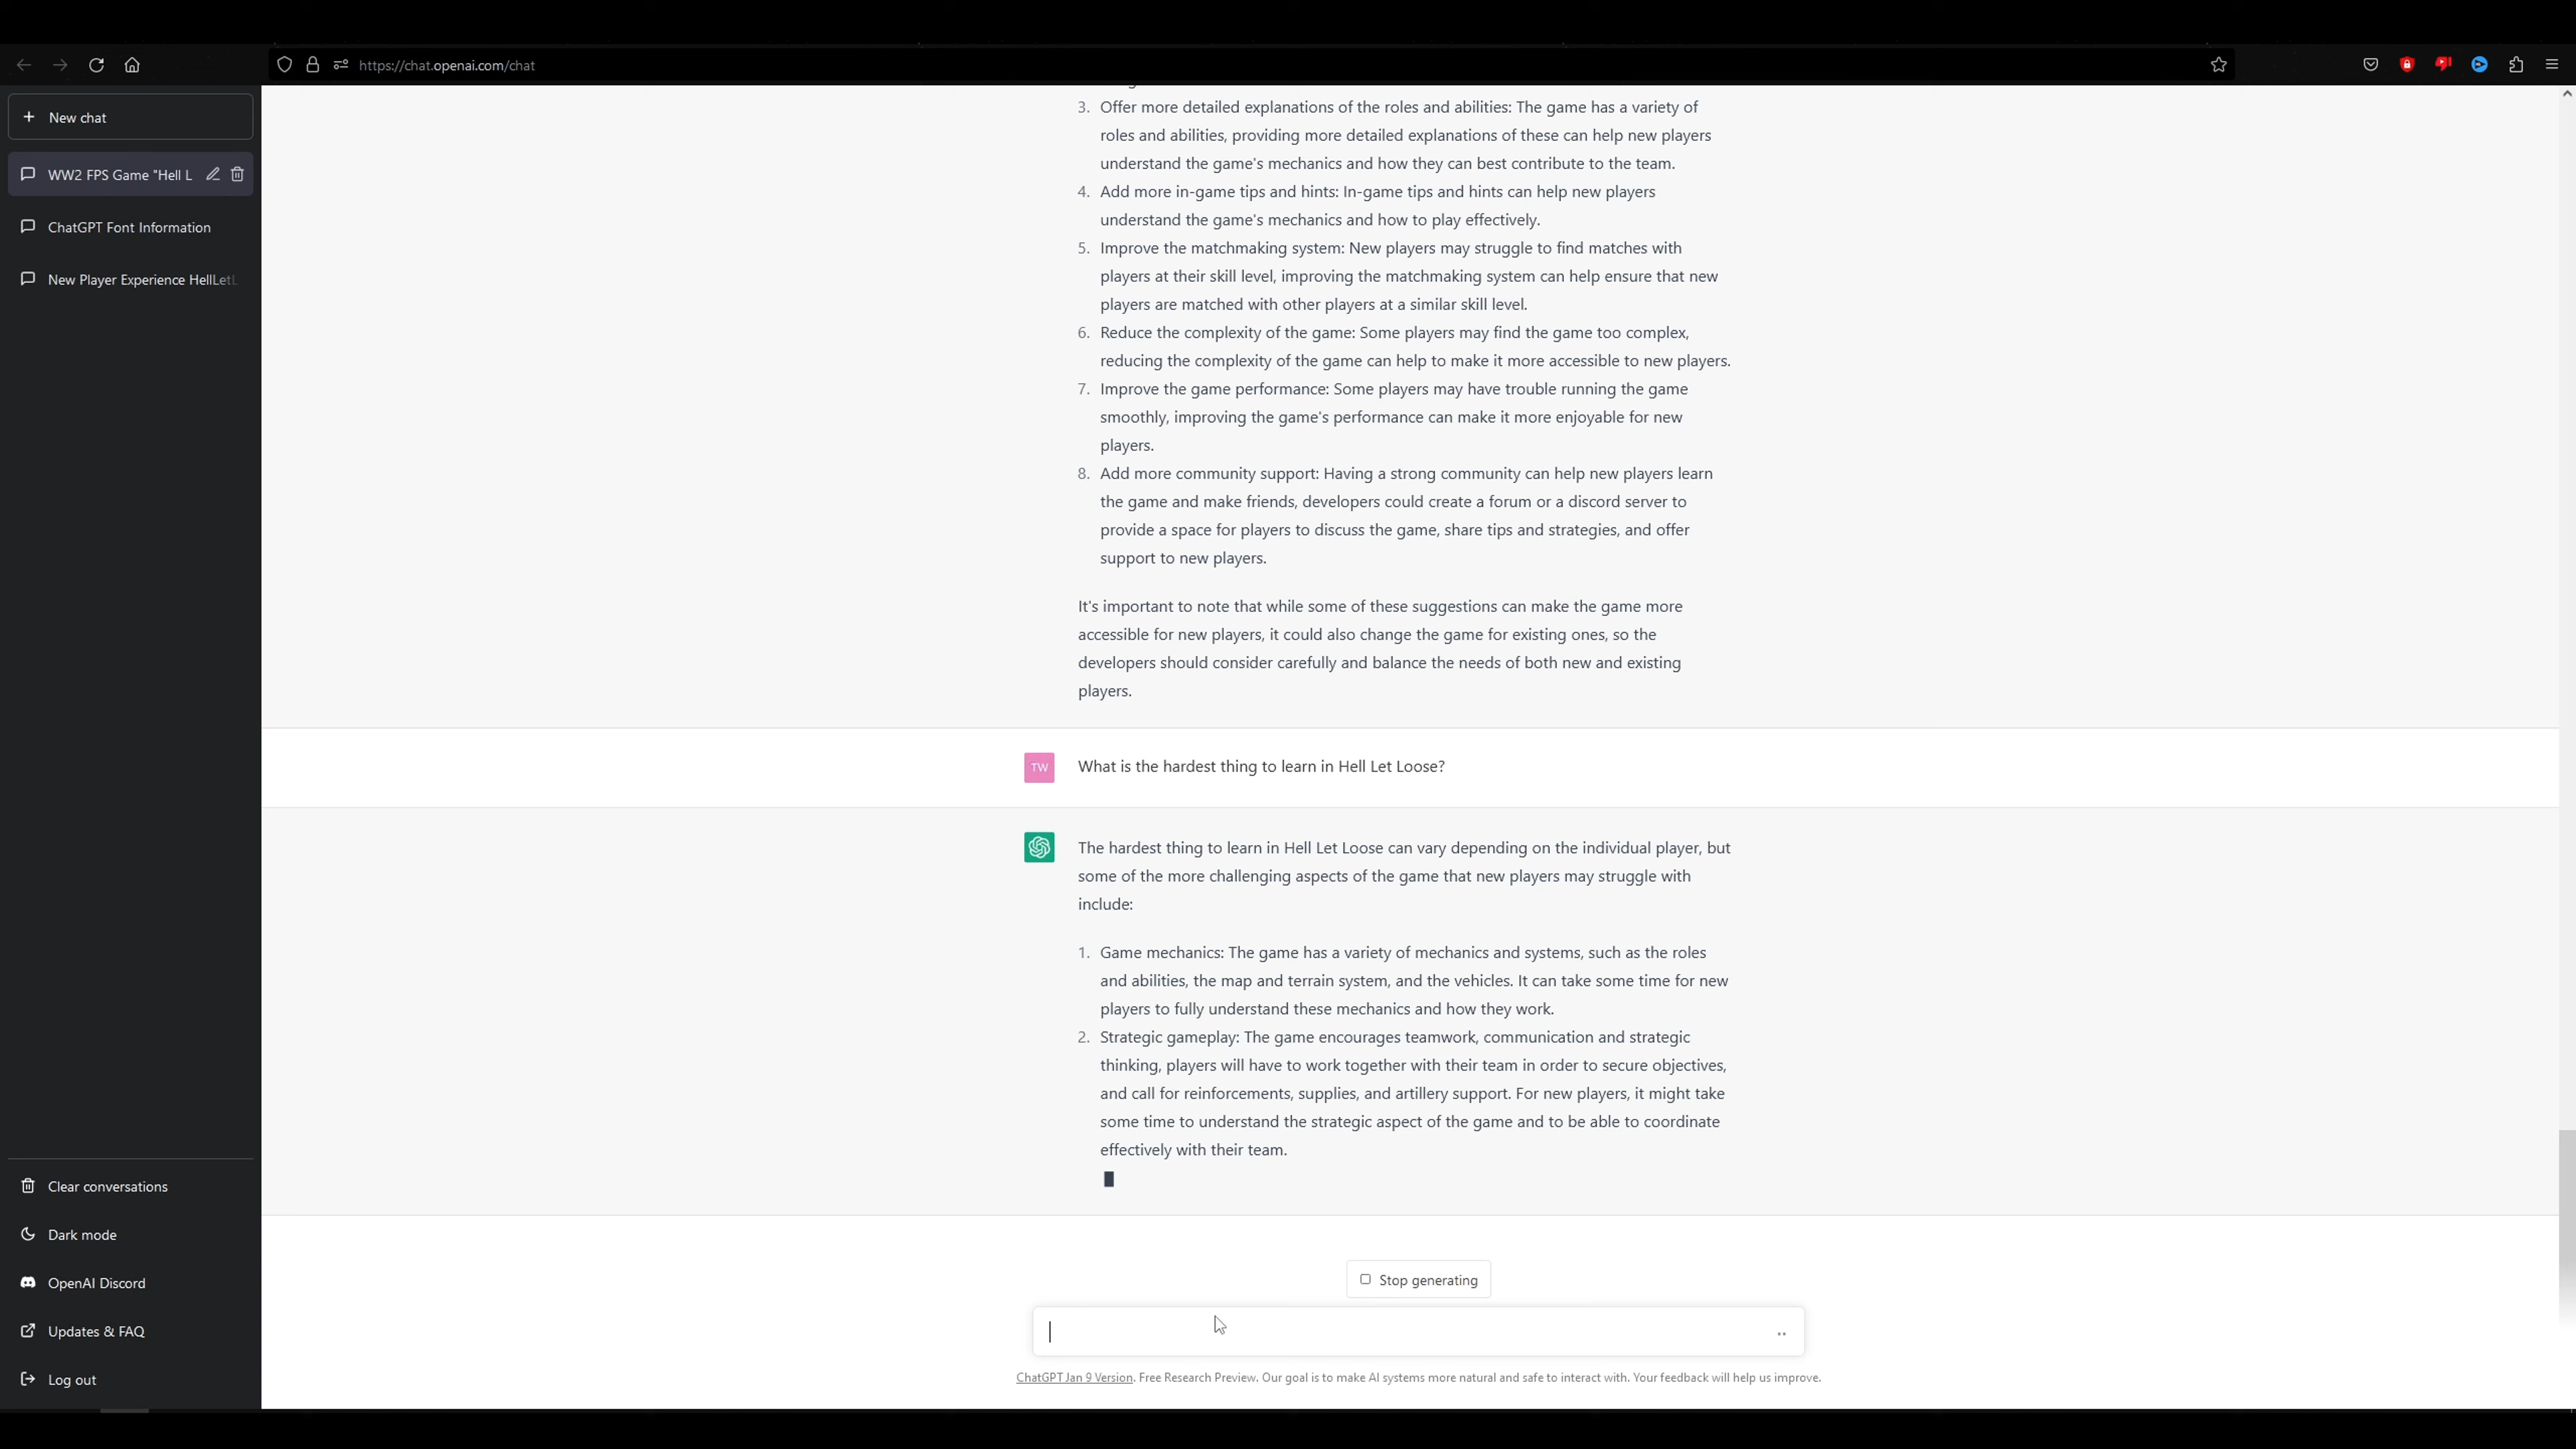 https://chat.openai.com/chat
New chat
WW2 FPS Game "Hell L
ChatGPT Font Information
New Player Experience HellLetL
Clear conversations
Dark mode
OpenAI Discord
Updates & FAQ
Log out
3. Offer more detailed explanations of the roles and abilities: The game has a variety of
roles and abilities, providing more detailed explanations of these can help new players
understand the game's mechanics and how they can best contribute to the team.
4. Add more in-game tips and hints: In-game tips and hints can help new players
understand the game's mechanics and how to play effectively.
5. Improve the matchmaking system: New players may struggle to find matches with
players at their skill level, improving the matchmaking system can help ensure that new
players are matched with other players at a similar skill level.
6. Reduce the complexity of the game: Some players may find the game too complex,
reducing the complexity of the game can help to make it more accessible to new players.
7. Improve the game performance: Some players may have trouble running the game
smoothly, improving the game's performance can make it more enjoyable for new
players.
8. Add more community support: Having a strong community can help new players learn
the game and make friends, developers could create a forum or a discord server to
provide a space for players to discuss the game, share tips and strategies, and offer
support to new players.
It's important to note that while some of these suggestions can make the game more
accessible for new players, it could also change the game for existing ones, so the
developers should consider carefully and balance the needs of both new and existing
players.
TW
What is the hardest thing to learn in Hell Let Loose?
The hardest thing to learn in Hell Let Loose can vary depending on the individual player, but
some of the more challenging aspects of the game that new players may struggle with
include:
1. Game mechanics: The game has a variety of mechanics and systems, such as the roles
and abilities, the map and terrain system, and the vehicles. It can take some time for new
players to fully understand these mechanics and how they work.
2. Strategic gameplay: The game encourages teamwork, communication and strategic
thinking, players will have to work together with their team in order to secure objectives,
and call for reinforcements, supplies, and artillery support. For new players, it might take
some time to understand the strategic aspect of the game and to be able to coordinate
effectively with their team.
Stop generating
ChatGPT Jan 9 Version. Free Research Preview. Our goal is to make AI systems more natural and safe to interact with. Your feedback will help us improve.